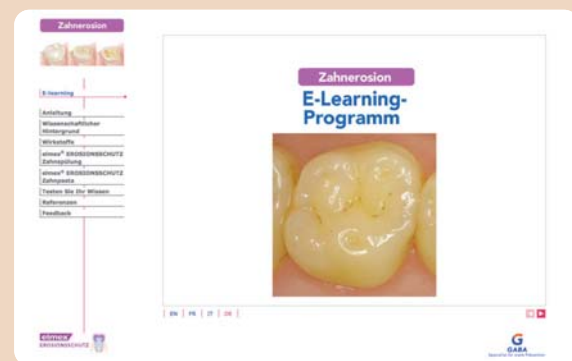 Zahnerosion
E-learning
Anleitung
Wissenschaftlicher
Hintergrund
Wirkstoffe
elmex® EROSIONSSCHUTZ
Zahnspülung
elmex® EROSIONSSCHUTZ
Zahnpasta
Testen Sie Ihr Wissen
Referenzen
Feedback
elmex
EROSIONSSCHUTZ
Zahnerosion
E-Learning-
Programm
EN | FR | IT | DE |
GABA